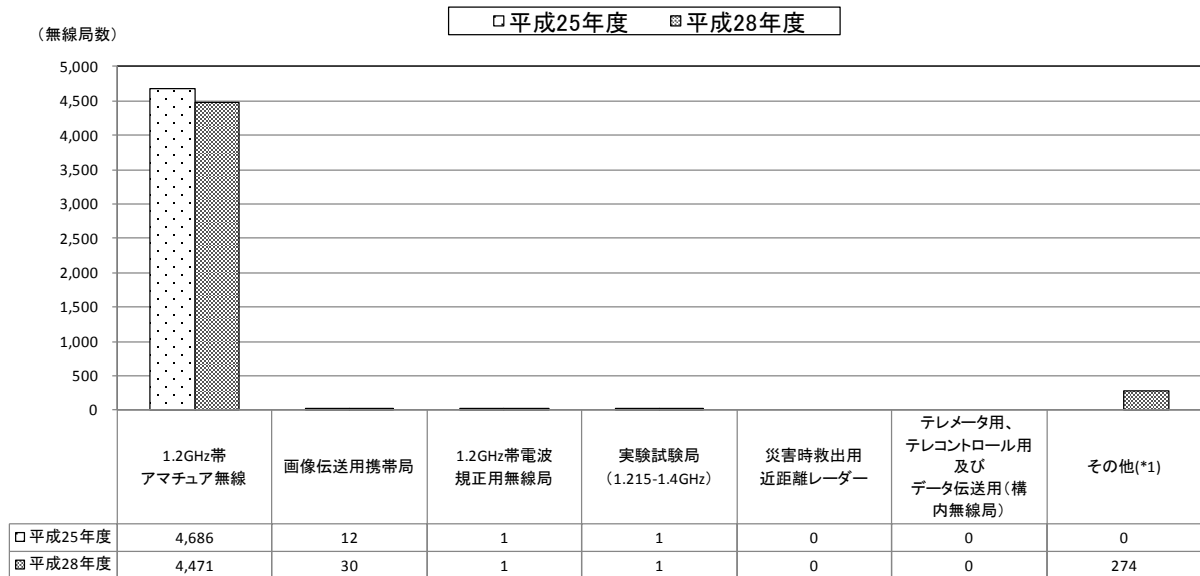 □平成25年度 ▩平成28年度
(無線局数)
5,000
4,500
4,000
3,500
3,000
2,500
2,000
1,500
1,000
500
0
1.2GHz帯
アマチュア無線
画像伝送用携帯局
1.2GHz帯電波
規正用無線局
実験試験局
(1.215-1.4GHz)
災害時救出用
近距離レーダー
テレメータ用、
テレコントロール用
及び
データ伝送用(構
内無線局)
その他(*1)
□平成25年度 4,686 12 1 1 0 0 0
▩平成28年度 4,471 30 1 1 0 0 274